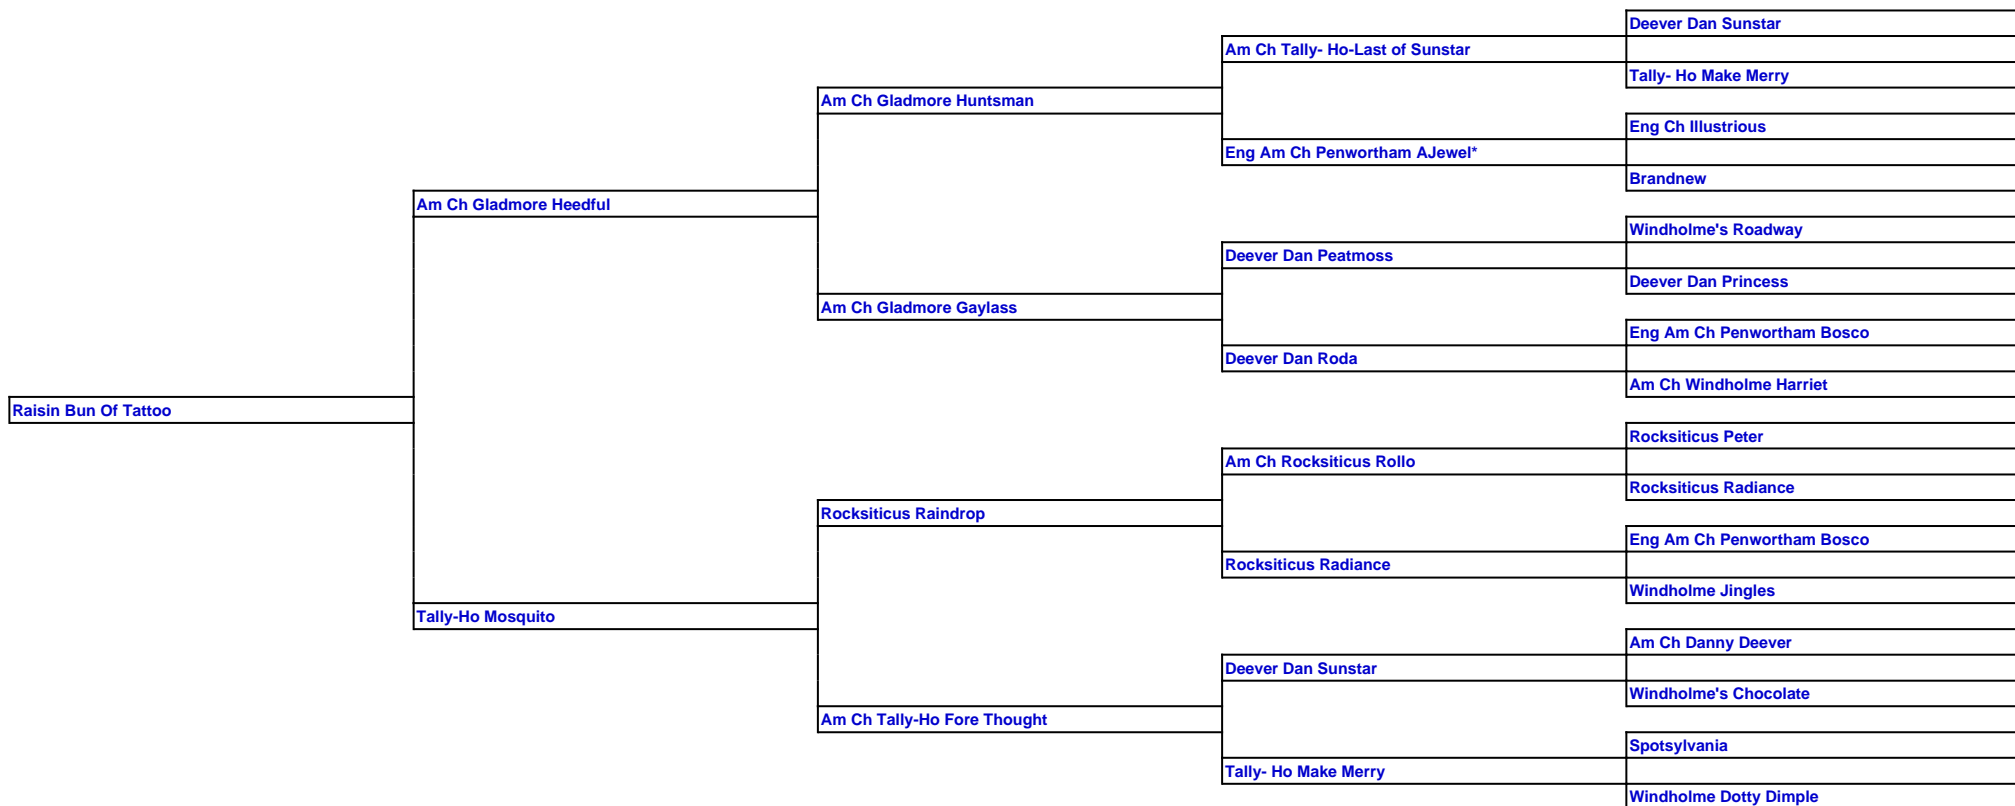 Deever Dan Sunstar
Am Ch Tally- Ho-Last of Sunstar
Tally- Ho Make Merry
Am Ch Gladmore Huntsman
Eng Ch Illustrious
Eng Am Ch Penwortham AJewel*
Brandnew
Am Ch Gladmore Heedful
Windholme's Roadway
Deever Dan Peatmoss
Deever Dan Princess
Am Ch Gladmore Gaylass
Eng Am Ch Penwortham Bosco
Deever Dan Roda
Am Ch Windholme Harriet
Raisin Bun Of Tattoo
Rocksiticus Peter
Am Ch Rocksiticus Rollo
Rocksiticus Radiance
Rocksiticus Raindrop
Eng Am Ch Penwortham Bosco
Rocksiticus Radiance
Windholme Jingles
Tally-Ho Mosquito
Am Ch Danny Deever
Deever Dan Sunstar
Windholme's Chocolate
Am Ch Tally-Ho Fore Thought
Spotsylvania
Tally- Ho Make Merry
Windholme Dotty Dimple